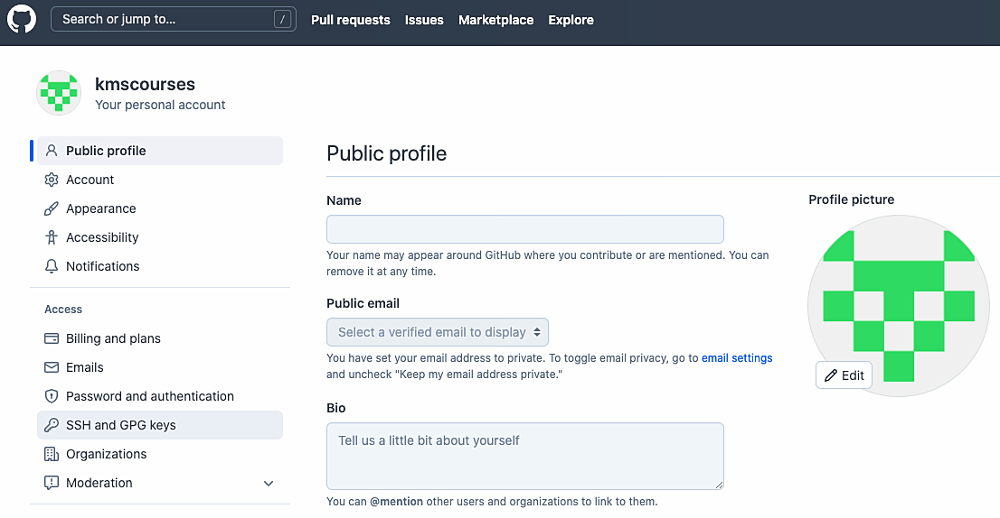 Search or jump to... /
Pull requests Issues Marketplace Explore
kmscourses
Your personal account
Public profile
Account
Appearance
Accessibility
Notifications
Access
Billing and plans
Emails
Password and authentication
SSH and GPG keys
Organizations
Moderation
Public profile
Name
Your name may appear around GitHub where you contribute or are mentioned. You can
remove it at any time.
Public email
Select a verified email to display
You have set your email address to private. To toggle email privacy, go to email settings
and uncheck "Keep my email address private."
Bio
Tell us a little bit about yourself
You can @mention other users and organizations to link to them.
Profile picture
Edit